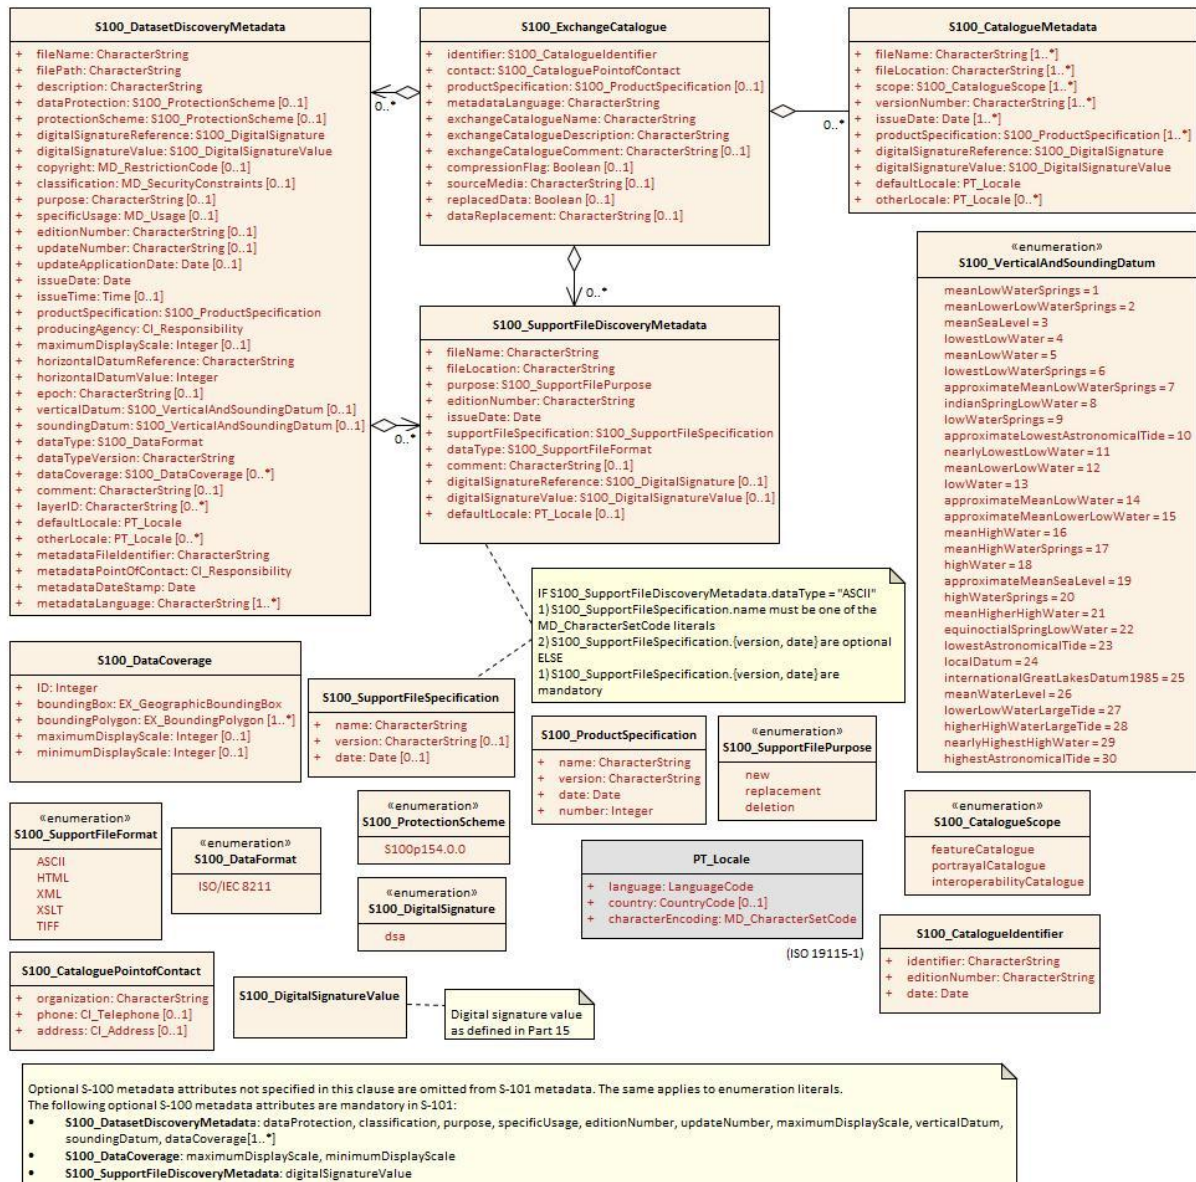 S100_DatasetDiscoveryMetadata
+ fileName: CharacterString
+ filePath: CharacterString
+ description: CharacterString
+ dataProtection: S100_ProtectionScheme [0..1]
+ protectionScheme: S100_ProtectionScheme [0..1]
+ digitalSignatureReference: S100_DigitalSignature
+ digitalSignatureValue: S100_DigitalSignatureValue
+ copyright: MD_RestrictionCode [0..1]
+ classification: MD_SecurityConstraints [0..1]
+ purpose: CharacterString [0..1]
+ specificUsage: MD_Usage [0..1]
+ editionNumber: CharacterString [0..1]
+ updateNumber: CharacterString [0..1]
+ updateApplicationDate: Date [0..1]
+ issueDate: Date
+ issueTime: Time [0..1]
+ productSpecification: S100_ProductSpecification
+ producingAgency: CI_Responsibility
+ maximumDisplayScale: Integer [0..1]
+ horizontalDatumReference: CharacterString
+ horizontalDatumValue: Integer
+ epoch: CharacterString [0..1]
+ verticalDatum: S100_VerticalAndSoundingDatum [0..1]
+ soundingDatum: S100_VerticalAndSoundingDatum [0..1]
+ dataType: S100_DataFormat
+ dataTypeVersion: CharacterString
+ dataCoverage: S100_DataCoverage [0..*]
+ comment: CharacterString [0..1]
+ layerID: CharacterString [0..*]
+ defaultLocale: PT_Locale
+ otherLocale: PT_Locale [0..*]
+ metadataFileIdentifier: CharacterString
+ metadataPointOfContact: CI_Responsibility
+ metadataDateStamp: Date
+ metadataLanguage: CharacterString [1..*]
0..*
S100_ExchangeCatalogue
+ identifier: S100_CatalogueIdentifier
+ contact: S100_CataloguePointofContact
+ productSpecification: S100_ProductSpecification [0..1]
+ metadataLanguage: CharacterString
+ exchangeCatalogueName: CharacterString
+ exchangeCatalogueDescription: CharacterString
+ exchangeCatalogueComment: CharacterString [0..1]
+ compressionFlag: Boolean [0..1]
+ sourceMedia: CharacterString [0..1]
+ replacedData: Boolean [0..1]
+ dataReplacement: CharacterString [0..1]
0..*
S100_CatalogueMetadata
+ fileName: CharacterString [1..*]
+ fileLocation: CharacterString [1..*]
+ scope: S100_CatalogueScope [1..*]
+ versionNumber: CharacterString [1..*]
+ issueDate: Date [1..*]
+ productSpecification: S100_ProductSpecification [1..*]
+ digitalSignatureReference: S100_DigitalSignature
+ digitalSignatureValue: S100_DigitalSignatureValue
+ defaultLocale: PT_Locale
+ otherLocale: PT_Locale [0..*]
0..*
S100_SupportFileDiscoveryMetadata
+ fileName: CharacterString
+ fileLocation: CharacterString
+ purpose: S100_SupportFilePurpose
+ editionNumber: CharacterString
+ issueDate: Date
+ supportFileSpecification: S100_SupportFileSpecification
+ dataType: S100_SupportFileFormat
+ comment: CharacterString [0..1]
+ digitalSignatureReference: S100_DigitalSignature [0..1]
+ digitalSignatureValue: S100_DigitalSignatureValue [0..1]
+ defaultLocale: PT_Locale [0..1]
0..*
«enumeration»
S100_VerticalAndSoundingDatum
meanLowWaterSprings = 1
meanLowerLowWaterSprings = 2
meanSeaLevel = 3
lowestLowWater = 4
meanLowWater = 5
lowestLowWaterSprings = 6
approximateMeanLowWaterSprings = 7
indianSpringLowWater = 8
lowWaterSprings = 9
approximateLowestAstronomicalTide = 10
nearlyLowestLowWater = 11
meanLowerLowWater = 12
lowWater = 13
approximateMeanLowWater = 14
approximateMeanLowerLowWater = 15
meanHighWater = 16
meanHighWaterSprings = 17
highWater = 18
approximateMeanSeaLevel = 19
highWaterSprings = 20
meanHigherHighWater = 21
equinoctialSpringLowWater = 22
lowestAstronomicalTide = 23
localDatum = 24
internationalGreatLakesDatum1985 = 25
meanWaterLevel = 26
lowerLowWaterLargeTide = 27
higherHighWaterLargeTide = 28
nearlyHighestHighWater = 29
highestAstronomicalTide = 30
IF S100_SupportFileDiscoveryMetadata.dataType = "ASCII"
1) S100_SupportFileSpecification.name must be one of the
MD_CharacterSetCode literals
2) S100_SupportFileSpecification.{version, date} are optional
ELSE
1) S100_SupportFileSpecification.{version, date} are
mandatory
S100_DataCoverage
+ ID: Integer
+ boundingBox: EX_GeographicBoundingBox
+ boundingPolygon: EX_BoundingPolygon [1..*]
+ maximumDisplayScale: Integer [0..1]
+ minimumDisplayScale: Integer [0..1]
S100_SupportFileSpecification
+ name: CharacterString
+ version: CharacterString [0..1]
+ date: Date [0..1]
S100_ProductSpecification
+ name: CharacterString
+ version: CharacterString
+ date: Date
+ number: Integer
«enumeration»
S100_SupportFilePurpose
new
replacement
deletion
«enumeration»
S100_SupportFileFormat
ASCII
HTML
XML
XSLT
TIFF
«enumeration»
S100_DataFormat
ISO/IEC 8211
«enumeration»
S100_ProtectionScheme
S100p154.0.0
«enumeration»
S100_DigitalSignature
dsa
PT_Locale
+ language: LanguageCode
+ country: CountryCode [0..1]
+ characterEncoding: MD_CharacterSetCode
(ISO 19115-1)
«enumeration»
S100_CatalogueScope
featureCatalogue
portrayalCatalogue
interoperabilityCatalogue
S100_CatalogueIdentifier
+ identifier: CharacterString
+ editionNumber: CharacterString
+ date: Date
S100_CataloguePointofContact
+ organization: CharacterString
+ phone: CI_Telephone [0..1]
+ address: CI_Address [0..1]
S100_DigitalSignatureValue
Digital signature value
as defined in Part 15
Optional S-100 metadata attributes not specified in this clause are omitted from S-101 metadata. The same applies to enumeration literals.
The following optional S-100 metadata attributes are mandatory in S-101:
• S100_DatasetDiscoveryMetadata: dataProtection, classification, purpose, specificUsage, editionNumber, updateNumber, maximumDisplayScale, verticalDatum,
soundingDatum, dataCoverage[1..*]
• S100_DataCoverage: maximumDisplayScale, minimumDisplayScale
• S100_SupportFileDiscoveryMetadata: digitalSignatureValue